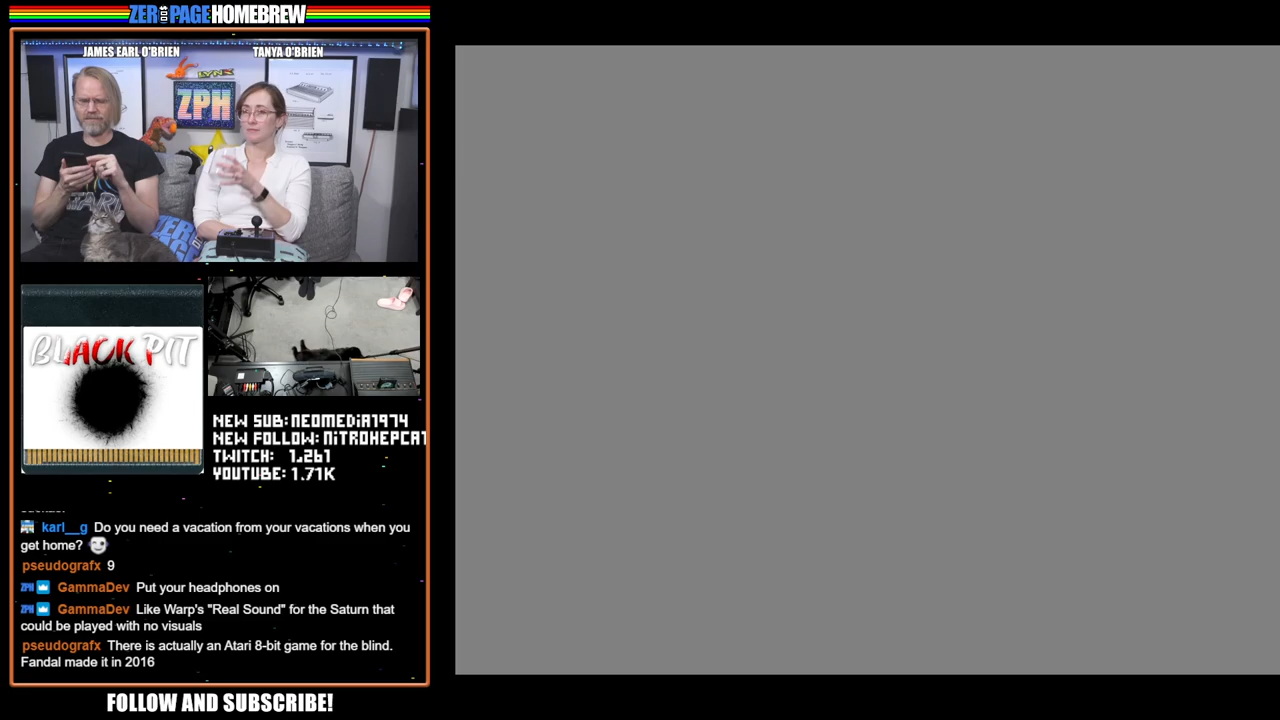 ZER PAGE HOMEBREW
JAMES EARL O'BRIEN
TANYA O'BRIEN
LYNX
ZPH
BLACK PIT
NEW SUB: NEOMEDIA1974
NEW FOLLOW: NITROHEPCAT
TWITCH: 1,261
YOUTUBE: 1.71K
karl__g Do you need a vacation from your vacations when you
get home?
pseudografx 9
ZPH GammaDev Put your headphones on
ZPH GammaDev Like Warp's "Real Sound" for the Saturn that
could be played with no visuals
pseudografx There is actually an Atari 8-bit game for the blind.
Fandal made it in 2016
FOLLOW AND SUBSCRIBE!